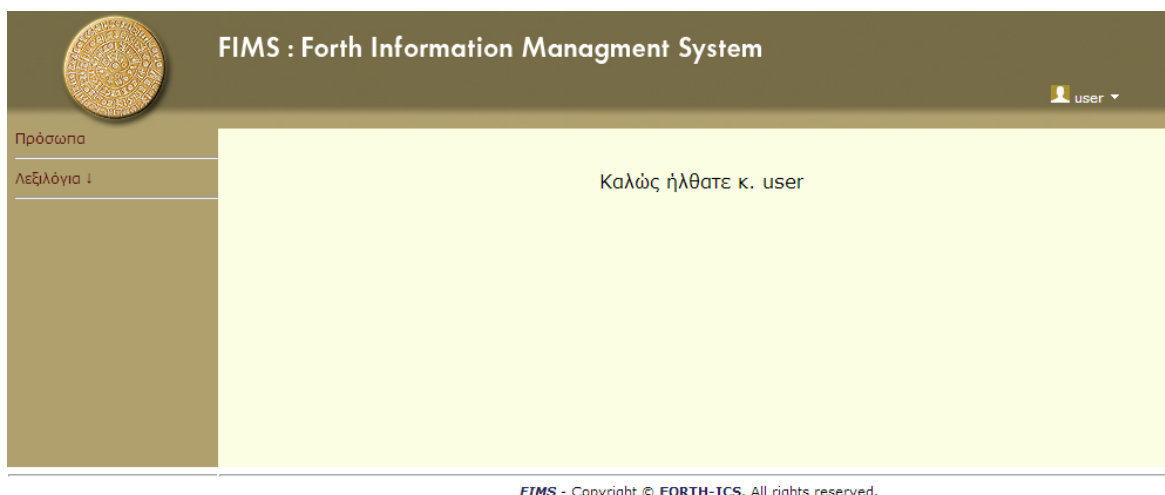 FIMS : Forth Information Managment System
user
Πρόσωπα
Λεξιλόγια ↓
Καλώς ήλθατε κ. user
FIMS - Copyright © FORTH-ICS. All rights reserved.